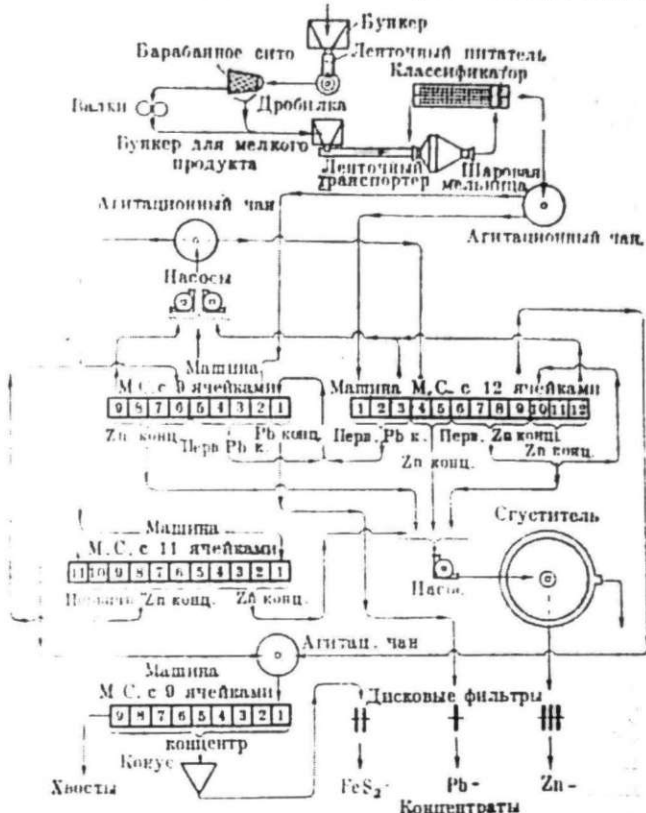 Бункер
Барабанное сито
Ленточный питатель
Классификатор
Валки
Дробилка
Бункер для мелкого
продукта
Ленточный
транспортер
Шаровая
мельница
Агитационный чан
Агитационный чан.
Насосы
Машина
М.С. с 9 ячейками
9 8 7 6 5 4 3 2 1
Zn конц.
Перв. Pb к.
Pb конц.
Машина М.С. с 12 ячейками
1 2 3 4 5 6 7 8 9 10 11 12
Перв. Pb к.
Перв. Zn конц.
Zn конц.
Zn конц.
Машина
М.С. с 11 ячейками
11 10 9 8 7 6 5 4 3 2 1
Zn конц.
Zn конц.
Сгуститель
Агитац. чан
Машина
М.С. с 9 ячейками
9 8 7 6 5 4 3 2 1
концентр
Конус
Хвосты
Дисковые фильтры
FeS2-
Pb-
Zn-
Концентраты